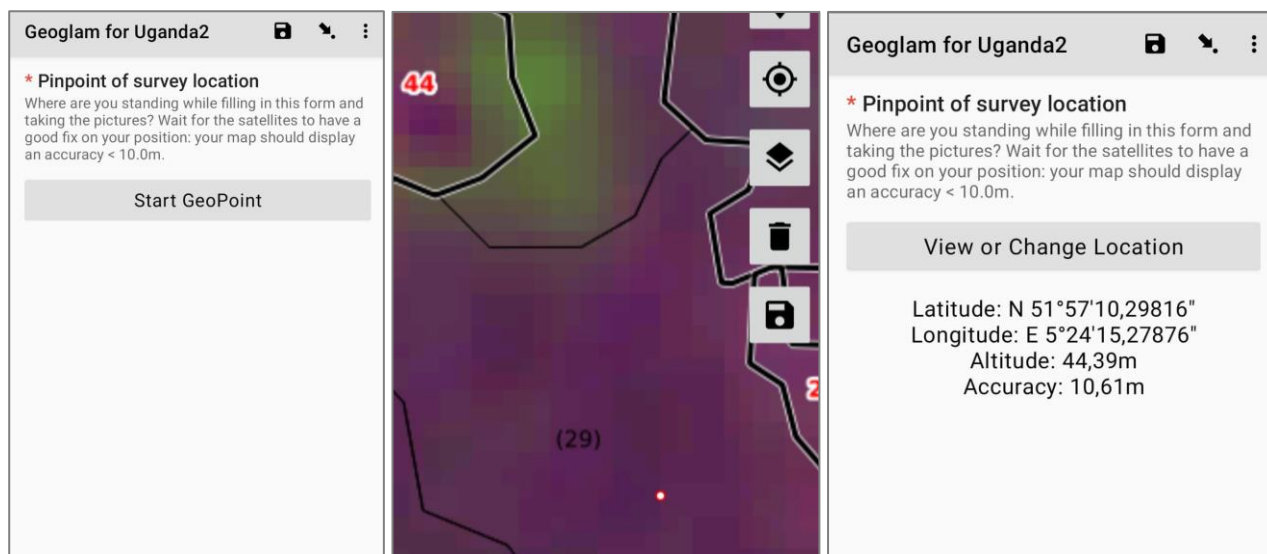 Geoglam for Uganda2
* Pinpoint of survey location
Where are you standing while filling in this form and
taking the pictures? Wait for the satellites to have a
good fix on your position: your map should display
an accuracy < 10.0m.
Start GeoPoint
44
(29)
2
Geoglam for Uganda2
* Pinpoint of survey location
Where are you standing while filling in this form and
taking the pictures? Wait for the satellites to have a
good fix on your position: your map should display
an accuracy < 10.0m.
View or Change Location
Latitude: N 51°57'10,29816"
Longitude: E 5°24'15,27876"
Altitude: 44,39m
Accuracy: 10,61m